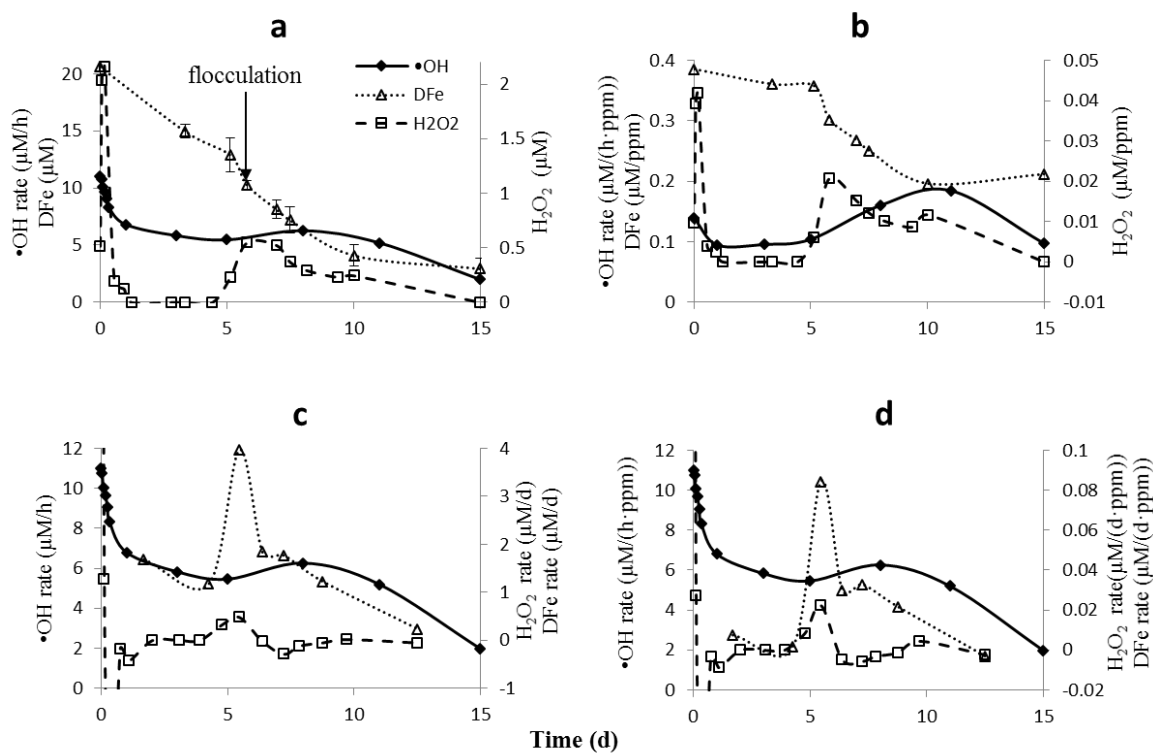 a
20
15
10
5
0
•OH rate (µM/h)
DFe (µM)
flocculation
•OH
DFe
H2O2
2
1.5
1
0.5
0
H₂O₂ (µM)
0 5 10 15
b
0.4
0.3
0.2
0.1
0
•OH rate (µM/(h·ppm))
DFe (µM/ppm)
0.05
0.04
0.03
0.02
0.01
0
-0.01
H₂O₂ (µM/ppm)
0 5 10 15
c
12
10
8
6
4
2
0
•OH rate (µM/h)
4
3
2
1
0
-1
H₂O₂ rate (µM/d)
DFe rate (µM/d)
0 5 10 15
d
12
10
8
6
4
2
0
•OH rate (µM/(h·ppm))
0.1
0.08
0.06
0.04
0.02
0
-0.02
H₂O₂ rate(µM/(d·ppm))
DFe rate (µM/(d·ppm))
0 5 10 15
Time (d)